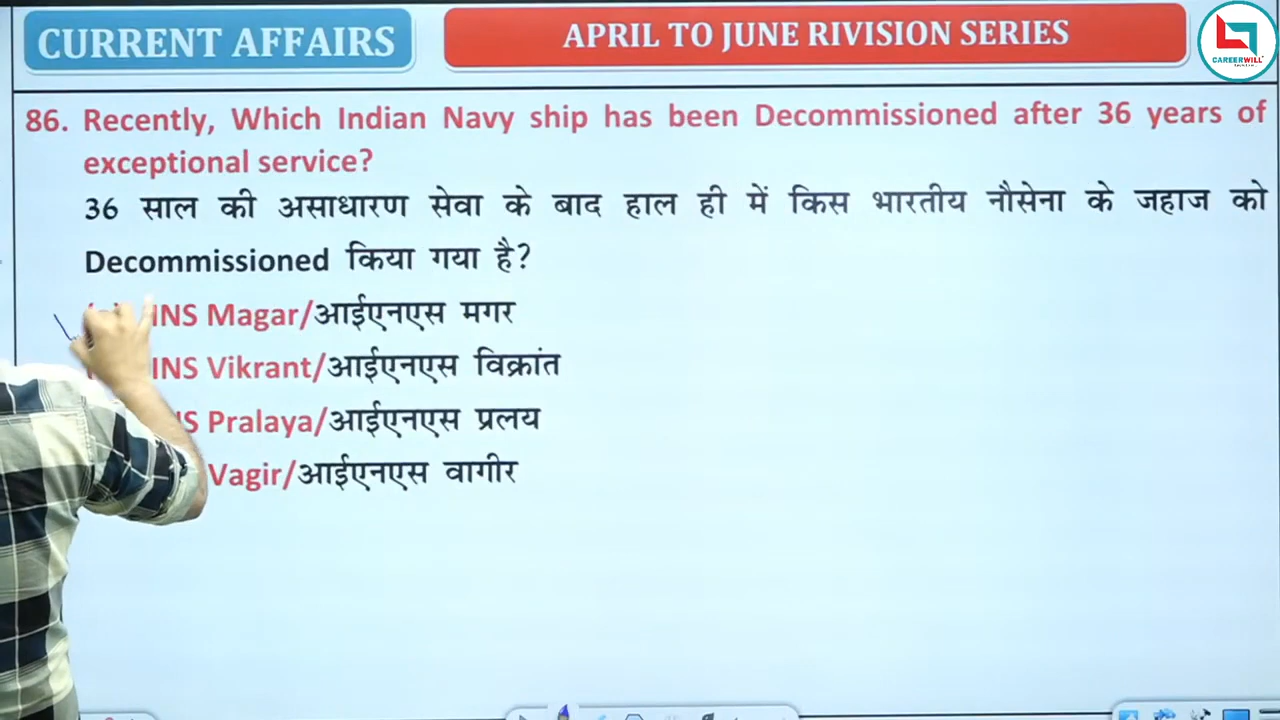 CURRENT AFFAIRS
APRIL TO JUNE RIVISION SERIES
CAREERWILL
86. Recently, Which Indian Navy ship has been Decommissioned after 36 years of
exceptional service?
36 साल की असाधारण सेवा के बाद हाल ही में किस भारतीय नौसेना के जहाज को
Decommissioned किया गया है?
INS Magar/आईएनएस मगर
INS Vikrant/आईएनएस विक्रांत
Pralaya/आईएनएस प्रलय
Vagir/आईएनएस वागीर